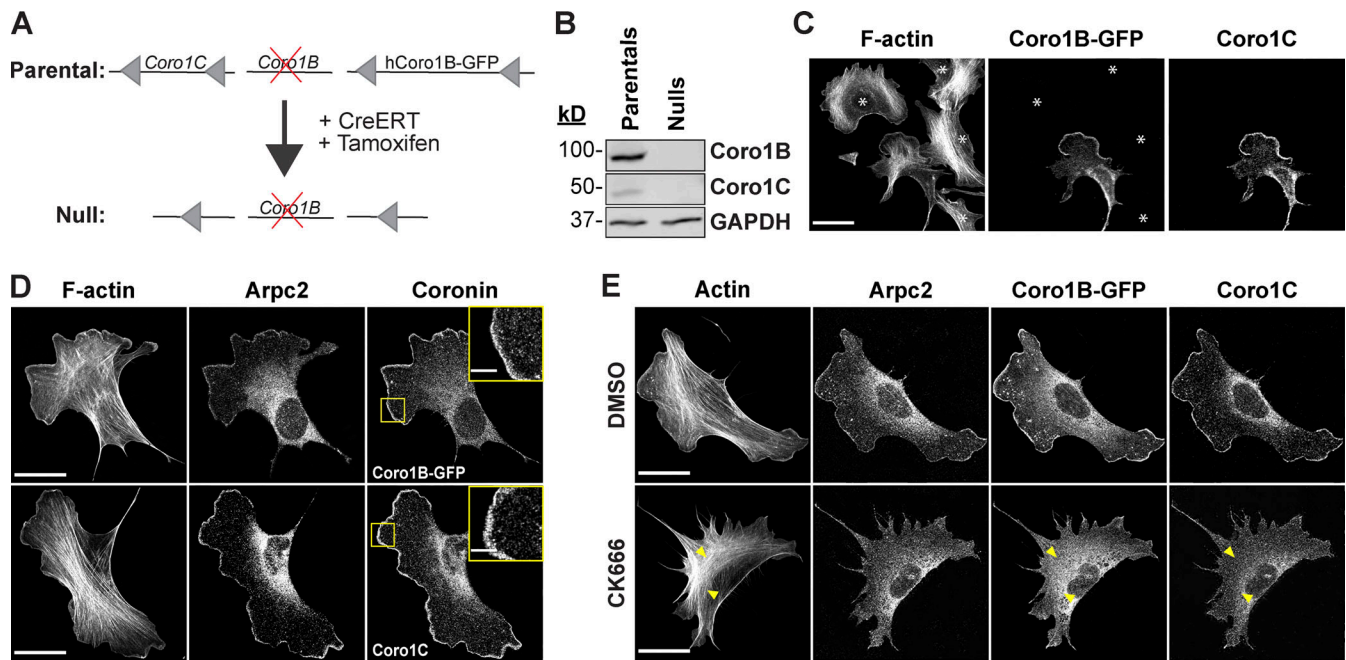 A
Parental:
Coro1C
Coro1B
hCoro1B-GFP
+ CreERT
+ Tamoxifen
Null:
Coro1B
B
kD
Parentals
Nulls
100-
Coro1B
50-
Coro1C
37-
GAPDH
C
F-actin
Coro1B-GFP
Coro1C
* * * *
* * * *
D
F-actin
Arpc2
Coronin
Coro1B-GFP
Coro1C
E
Actin
Arpc2
Coro1B-GFP
Coro1C
DMSO
CK666